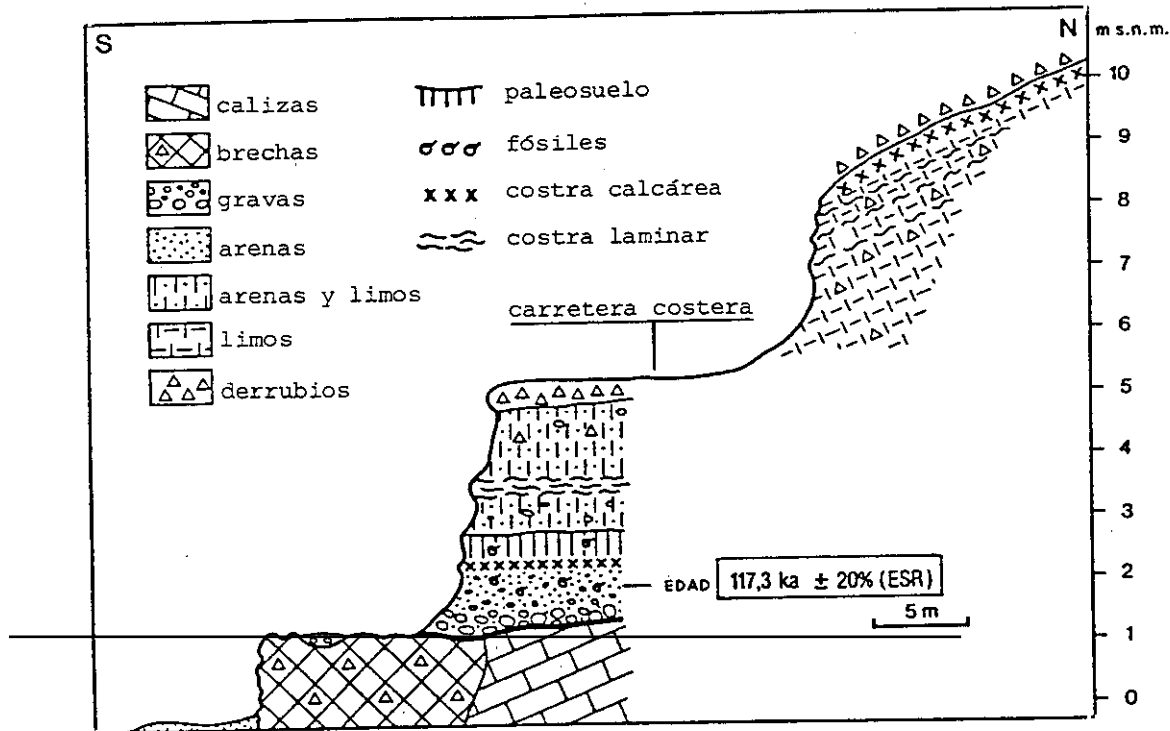 S
N m s.n.m.
calizas
brechas
gravas
arenas
arenas y limos
limos
derrubios
paleosuelo
fósiles
costra calcárea
costra laminar
carretera costera
EDAD 117,3 ka ± 20% (ESR)
5 m
10
9
8
7
6
5
4
3
2
1
0